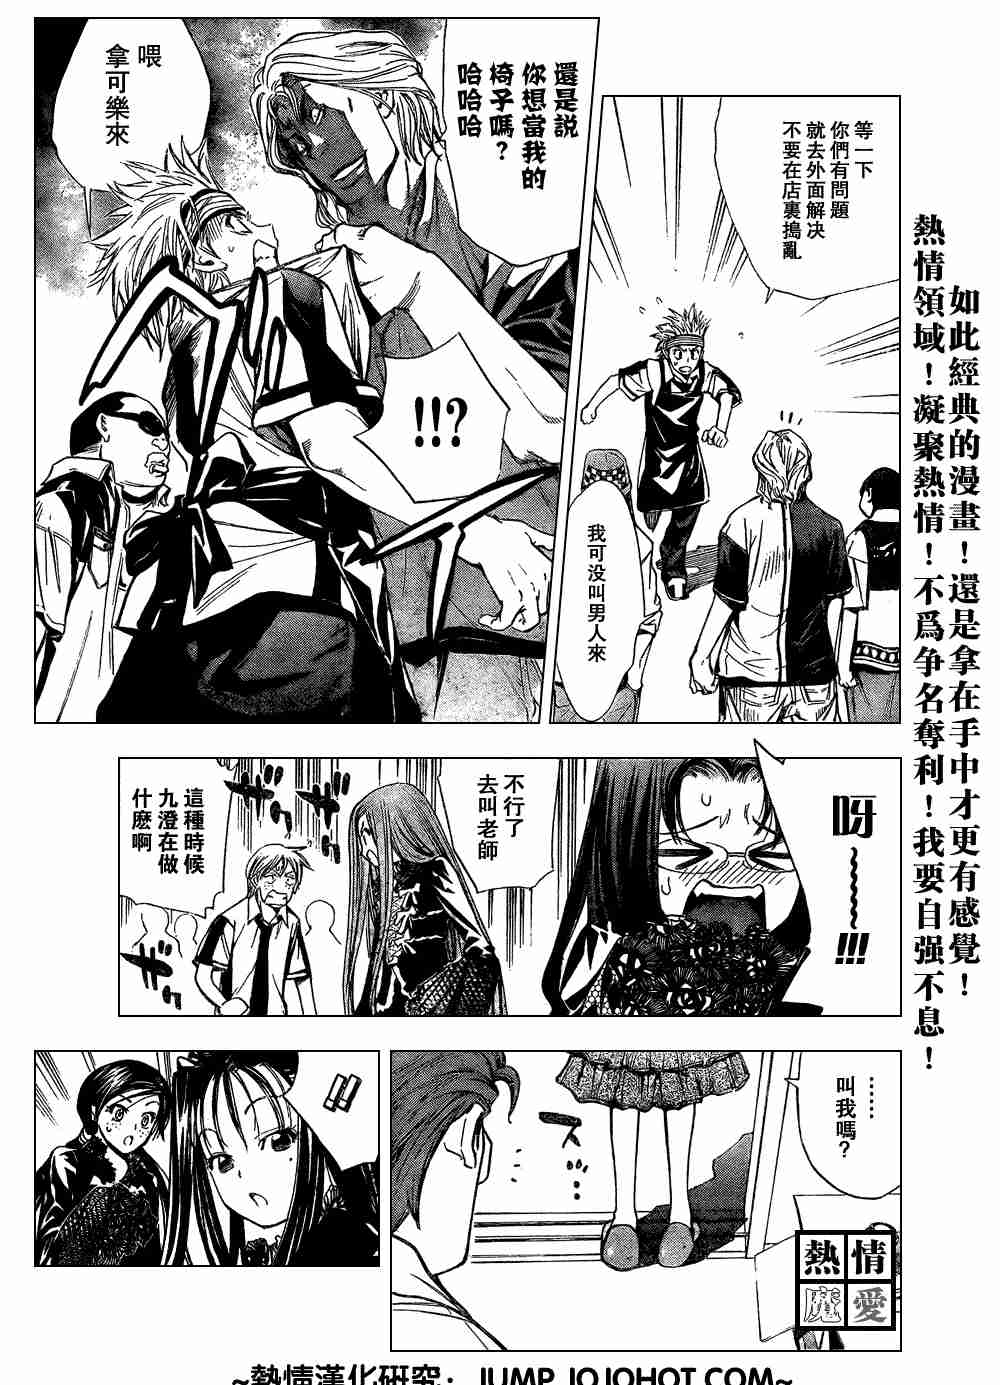 等一下
你們有問題
就去外面解决
不要在店裏搗亂
我可没叫男人來
還是說
你想當我的
椅子嗎？
哈哈哈
喂
拿可樂來
!!?
呀～～!!!
不行了
去叫老師
這種時候
九澄在做
什麽啊
……
叫我嗎？
!!
如此經典的漫畫！還是拿在手中才更有感覺！
熱情領域！凝聚熱情！不爲争名奪利！我要自强不息！
熱情
魔愛
~熱情漢化研究：JUMP.JOJOHOT.COM~